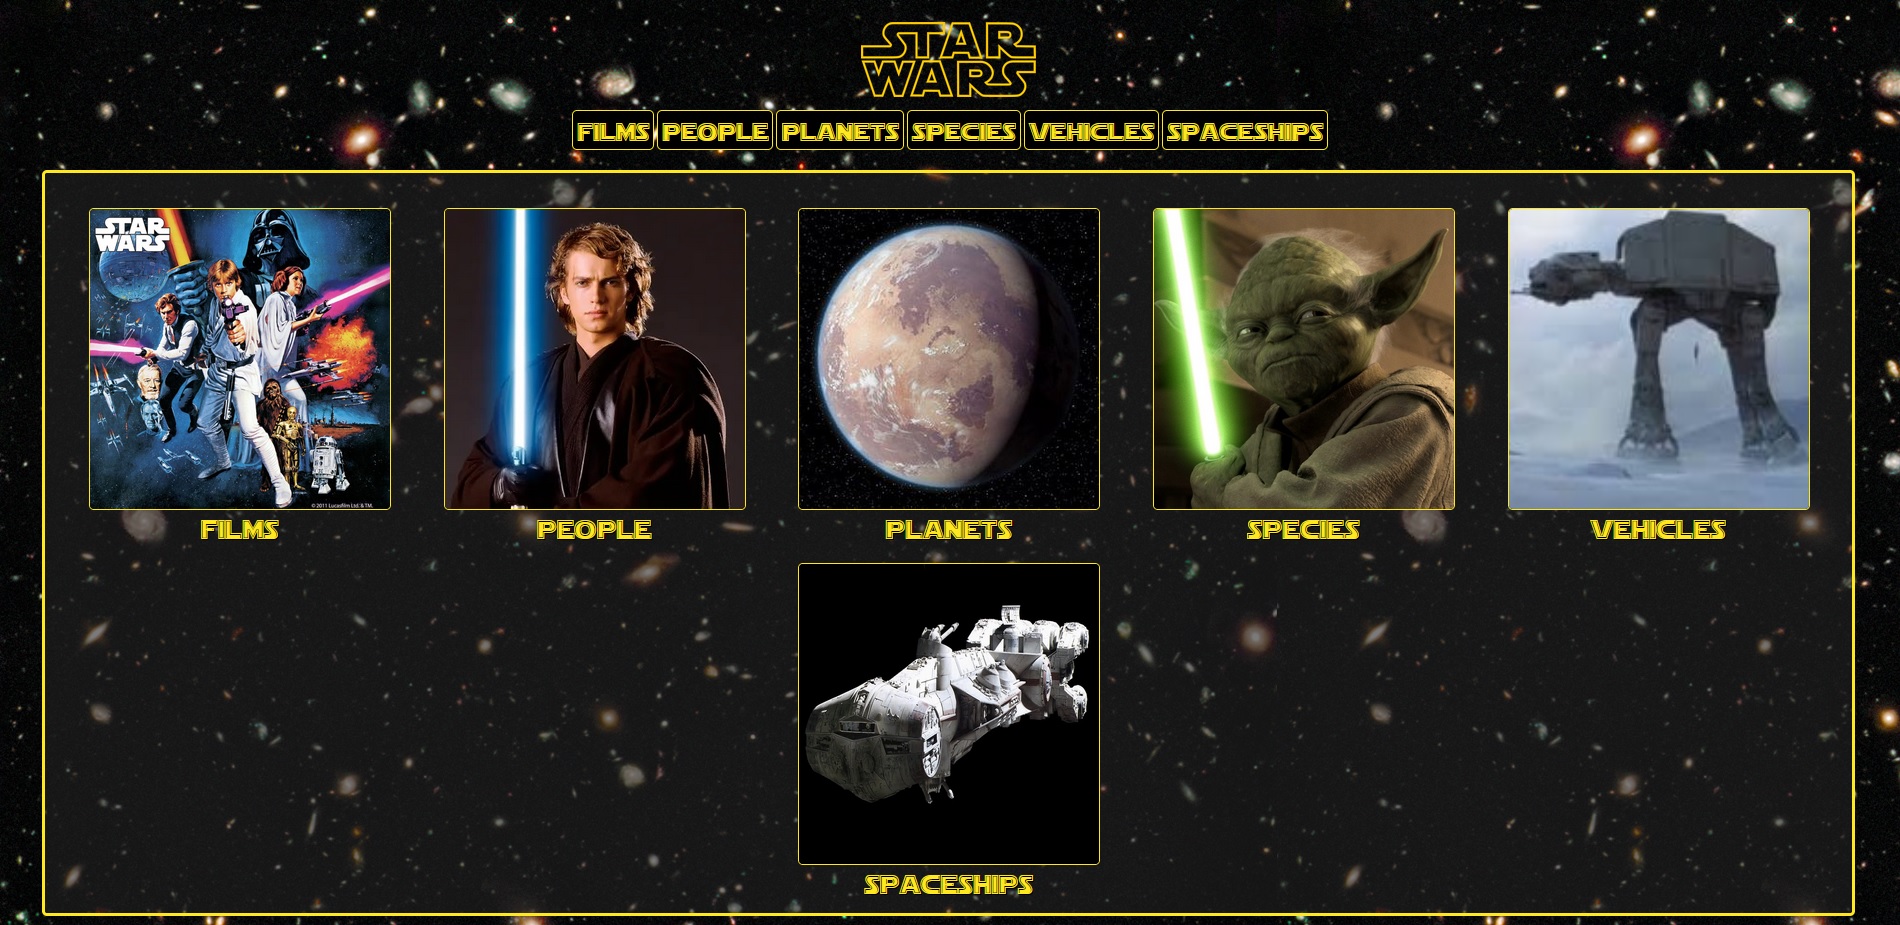 STAR
WARS
FILMS PEOPLE PLANETS SPECIES VEHICLES SPACESHIPS
STAR
WARS
© 2011 Lucasfilm Ltd. & TM.
FILMS PEOPLE PLANETS SPECIES VEHICLES
SPACESHIPS